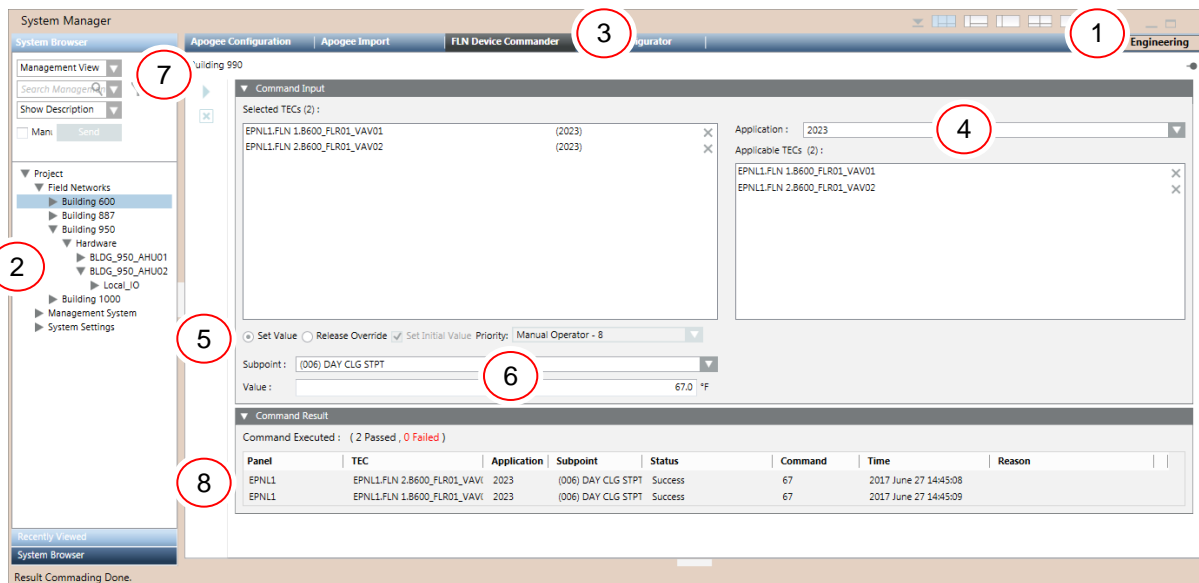 System Manager
1
Engineering
System Browser
Apogee Configuration
Apogee Import
FLN Device Commander
3
gurator
Management View
7
Building 990
Search Managemen
Show Description
Manu
Send
Command Input
Selected TECs (2) :
EPNL1.FLN 1.B600_FLR01_VAV01 (2023)
EPNL1.FLN 2.B600_FLR01_VAV02 (2023)
Application : 2023
4
Applicable TECs (2) :
EPNL1.FLN 1.B600_FLR01_VAV01
EPNL1.FLN 2.B600_FLR01_VAV02
Project
Field Networks
Building 600
Building 887
Building 950
Hardware
2
BLDG_950_AHU01
BLDG_950_AHU02
Local_IO
Building 1000
Management System
System Settings
5
Set Value Release Override Set Initial Value Priority: Manual Operator - 8
Subpoint : (006) DAY CLG STPT
6
Value : 67.0 °F
Command Result
Command Executed : ( 2 Passed , 0 Failed )
Panel TEC Application Subpoint Status Command Time Reason
8
EPNL1 EPNL1.FLN 2.B600_FLR01_VAV( 2023 (006) DAY CLG STPT Success 67 2017 June 27 14:45:08
EPNL1 EPNL1.FLN 1.B600_FLR01_VAV( 2023 (006) DAY CLG STPT Success 67 2017 June 27 14:45:09
Recently Viewed
System Browser
Result Commading Done.